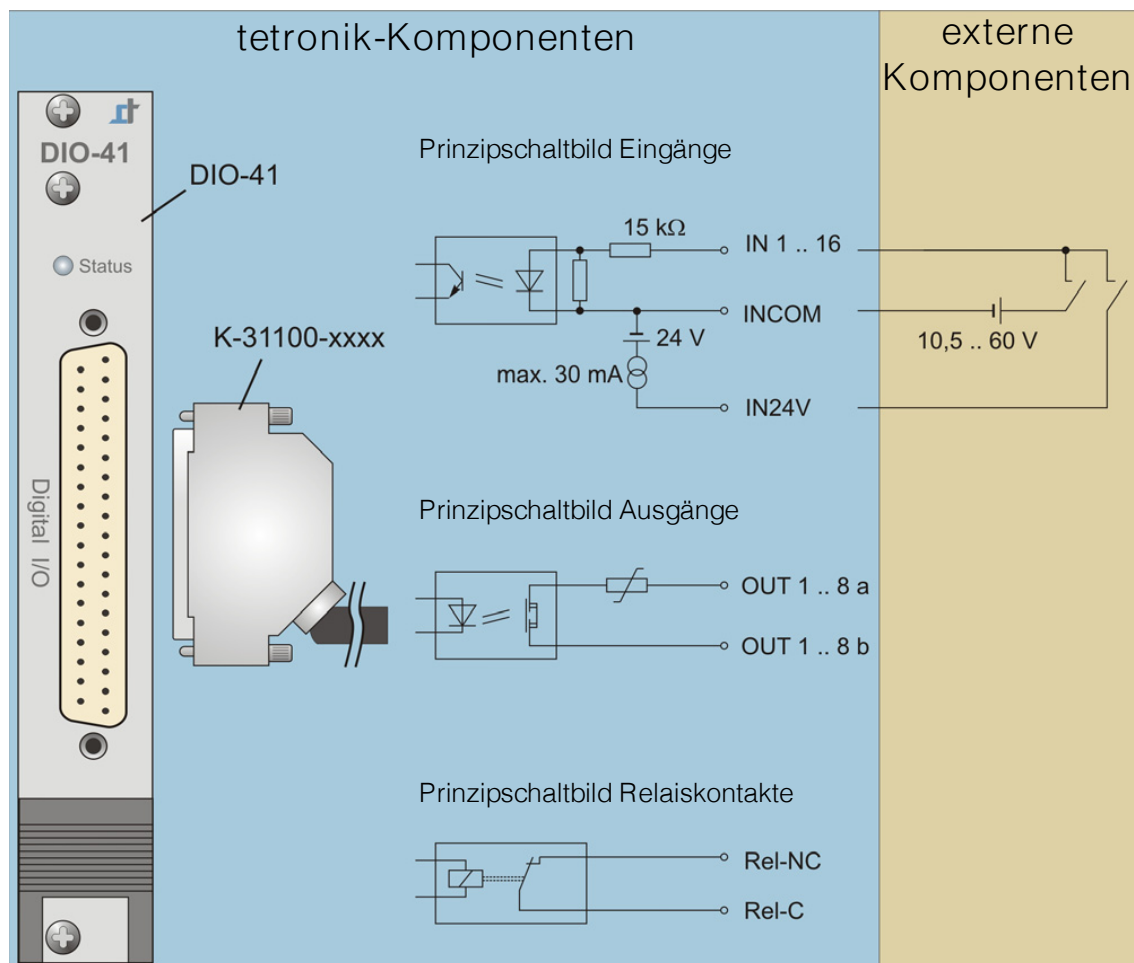 tetronik-Komponenten
externe
Komponenten
DIO-41
DIO-41
Status
K-31100-xxxx
Digital I/O
Prinzipschaltbild Eingänge
15 kΩ
IN 1 .. 16
INCOM
24 V
10,5 .. 60 V
max. 30 mA
IN24V
Prinzipschaltbild Ausgänge
OUT 1 .. 8 a
OUT 1 .. 8 b
Prinzipschaltbild Relaiskontakte
Rel-NC
Rel-C